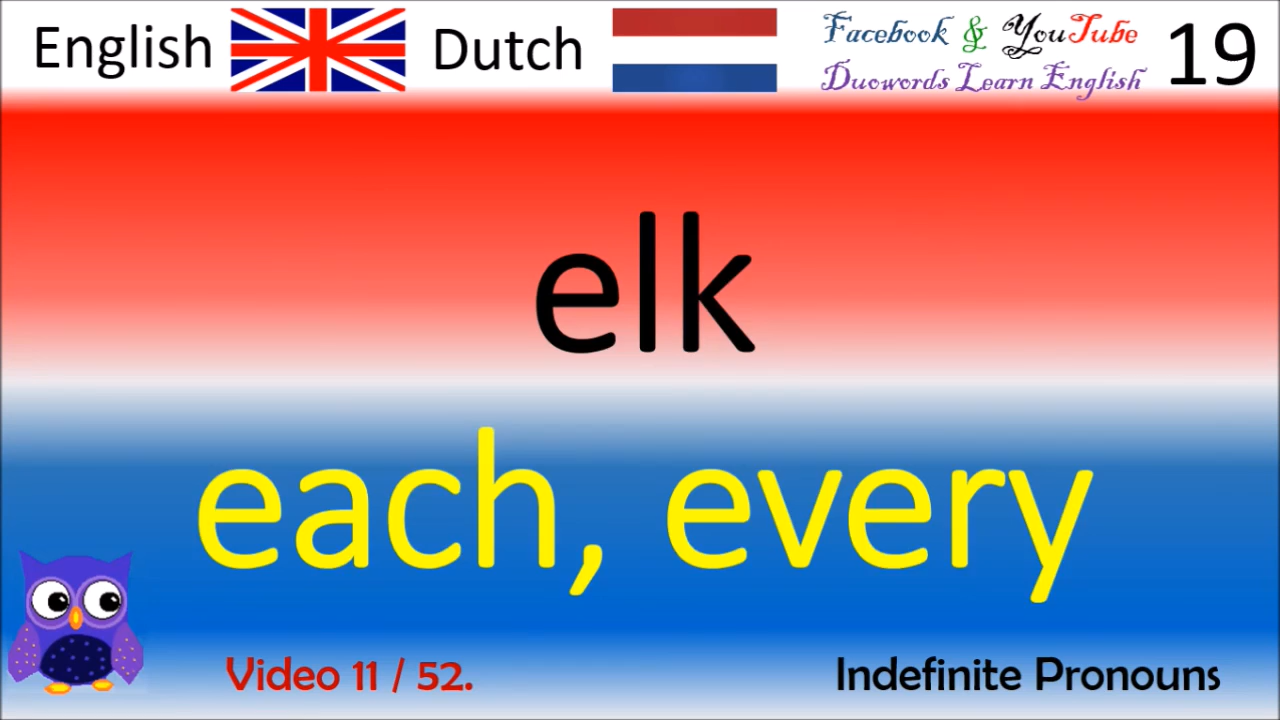 English Dutch Facebook & YouTube 19
Duowords Learn English
elk
each, every
Video 11 / 52. Indefinite Pronouns